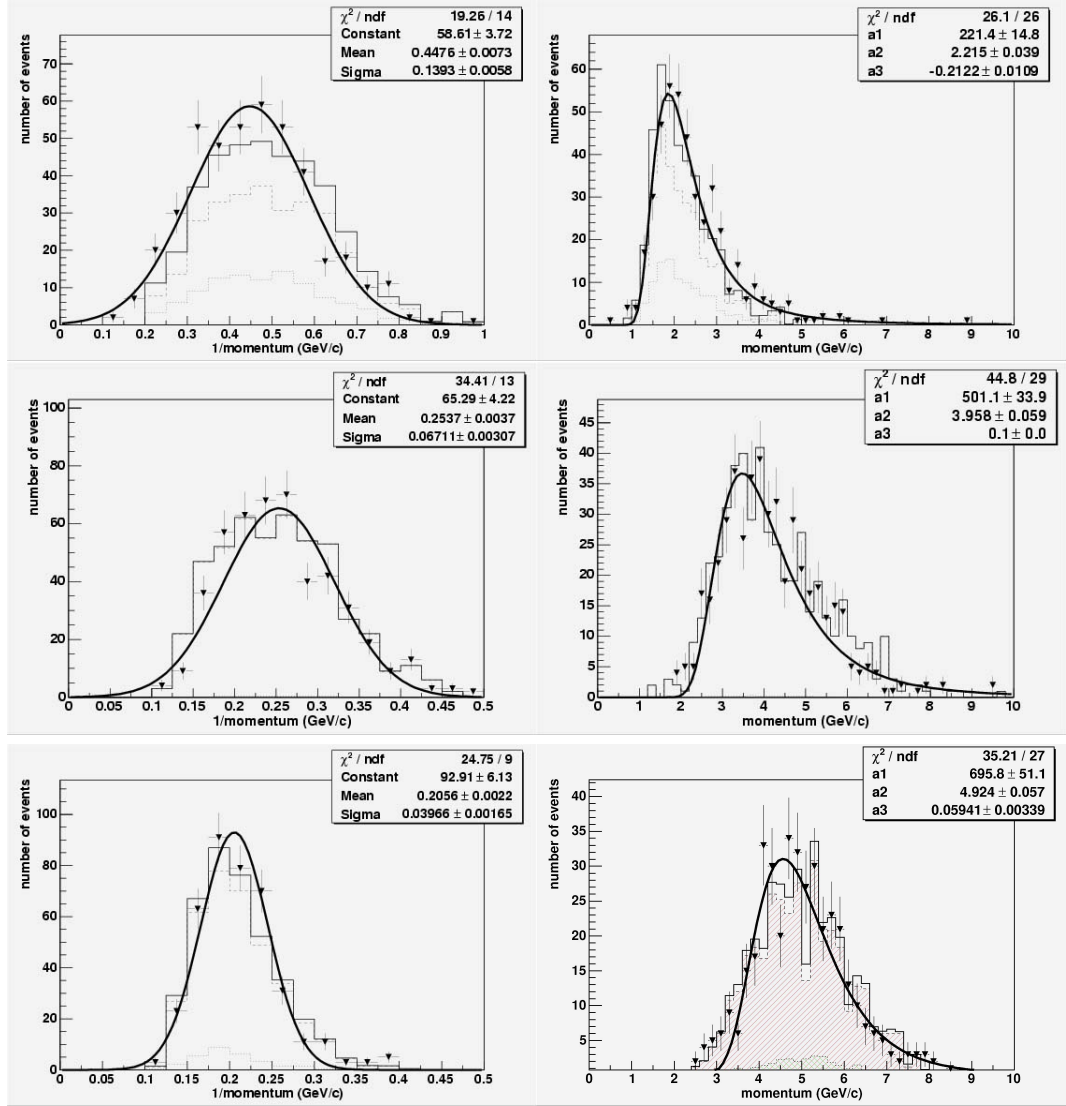 χ² / ndf 19.26 / 14
Constant 58.61 ± 3.72
Mean 0.4476 ± 0.0073
Sigma 0.1393 ± 0.0058
number of events
70
60
50
40
30
20
10
0
0 0.1 0.2 0.3 0.4 0.5 0.6 0.7 0.8 0.9 1
1/momentum (GeV/c)
χ² / ndf 26.1 / 26
a1 221.4 ± 14.8
a2 2.215 ± 0.039
a3 -0.2122 ± 0.0109
number of events
60
50
40
30
20
10
0
0 1 2 3 4 5 6 7 8 9 10
momentum (GeV/c)
χ² / ndf 34.41 / 13
Constant 65.29 ± 4.22
Mean 0.2537 ± 0.0037
Sigma 0.06711 ± 0.00307
number of events
100
80
60
40
20
0
0 0.05 0.1 0.15 0.2 0.25 0.3 0.35 0.4 0.45 0.5
1/momentum (GeV/c)
χ² / ndf 44.8 / 29
a1 501.1 ± 33.9
a2 3.958 ± 0.059
a3 0.1 ± 0.0
number of events
45
40
35
30
25
20
15
10
5
0
0 1 2 3 4 5 6 7 8 9 10
momentum (GeV/c)
χ² / ndf 24.75 / 9
Constant 92.91 ± 6.13
Mean 0.2056 ± 0.0022
Sigma 0.03966 ± 0.00165
number of events
100
80
60
40
20
0
0 0.05 0.1 0.15 0.2 0.25 0.3 0.35 0.4 0.45 0.5
1/momentum (GeV/c)
χ² / ndf 35.21 / 27
a1 695.8 ± 51.1
a2 4.924 ± 0.057
a3 0.05941 ± 0.00339
number of events
40
35
30
25
20
15
10
5
0 1 2 3 4 5 6 7 8 9 10
momentum (GeV/c)